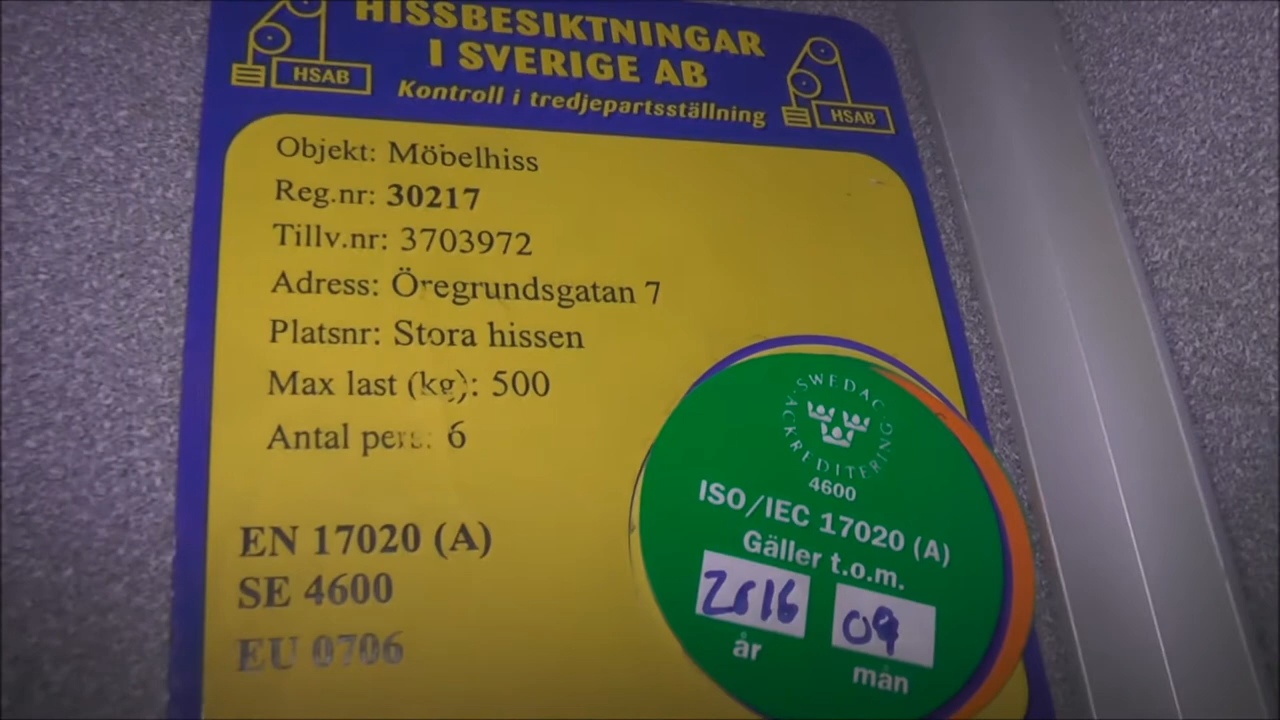 HISSBESIKTNINGAR
I SVERIGE AB
Kontroll i tredjepartsställning
HSAB
HSAB
Objekt: Möbelhiss
Reg.nr: 30217
Tillv.nr: 3703972
Adress: Öregrundsgatan 7
Platsnr: Stora hissen
Max last (kg): 500
Antal pers: 6
EN 17020 (A)
SE 4600
EU 0706
SWEDAC
ACKREDITERING
4600
ISO/IEC 17020 (A)
Gäller t.o.m.
2016 09
år mån